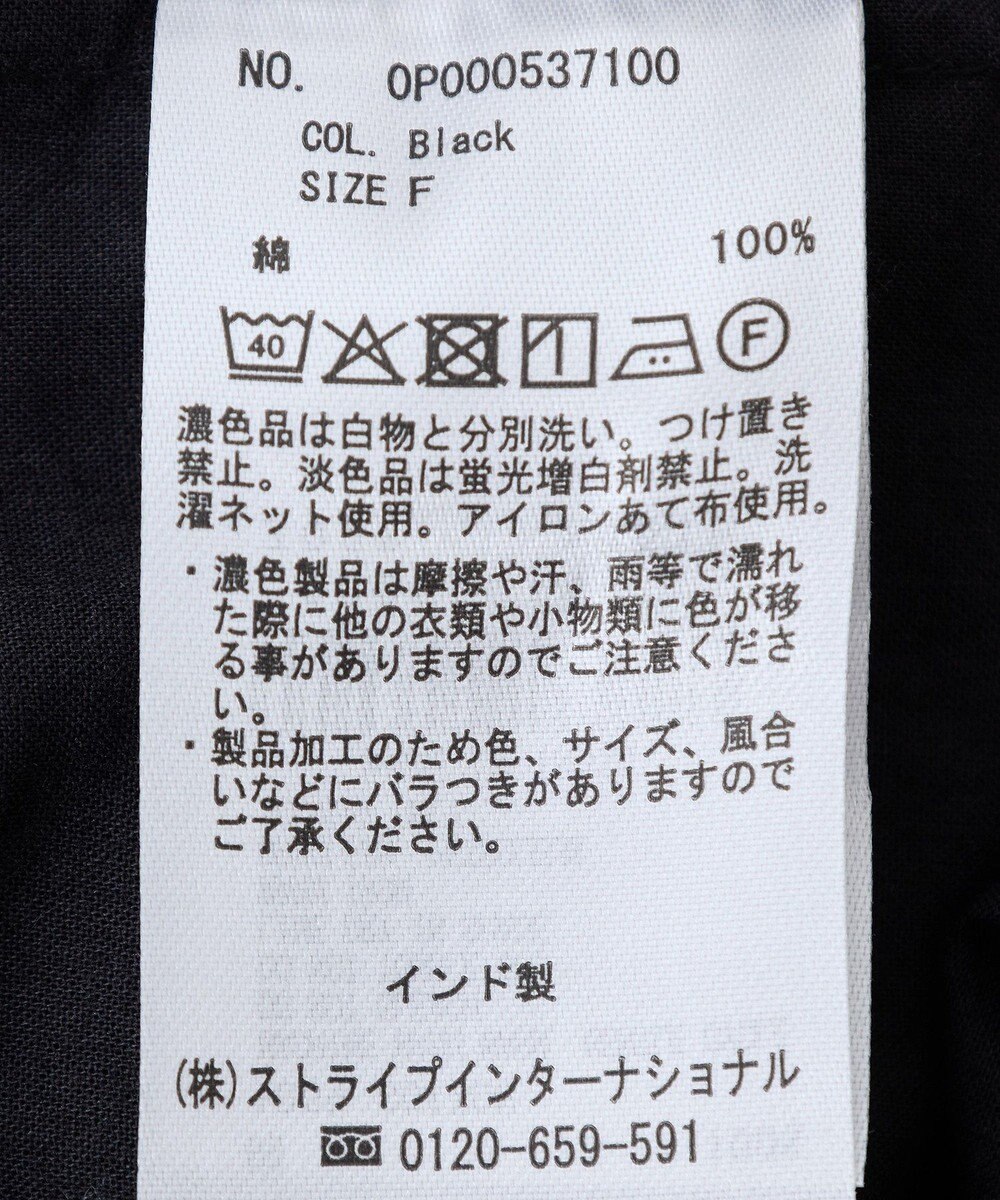 NO. OP000537100
COL. Black
SIZE F
綿 100%
40 F
濃色品は白物と分別洗い。つけ置き
禁止。淡色品は蛍光増白剤禁止。洗
濯ネット使用。アイロンあて布使用。
・濃色製品は摩擦や汗、雨等で濡れ
た際に他の衣類や小物類に色が移
る事がありますのでご注意くださ
い。
・製品加工のため色、サイズ、風合
いなどにバラつきがありますので
ご了承ください。
インド製
(株)ストライプインターナショナル
0120-659-591